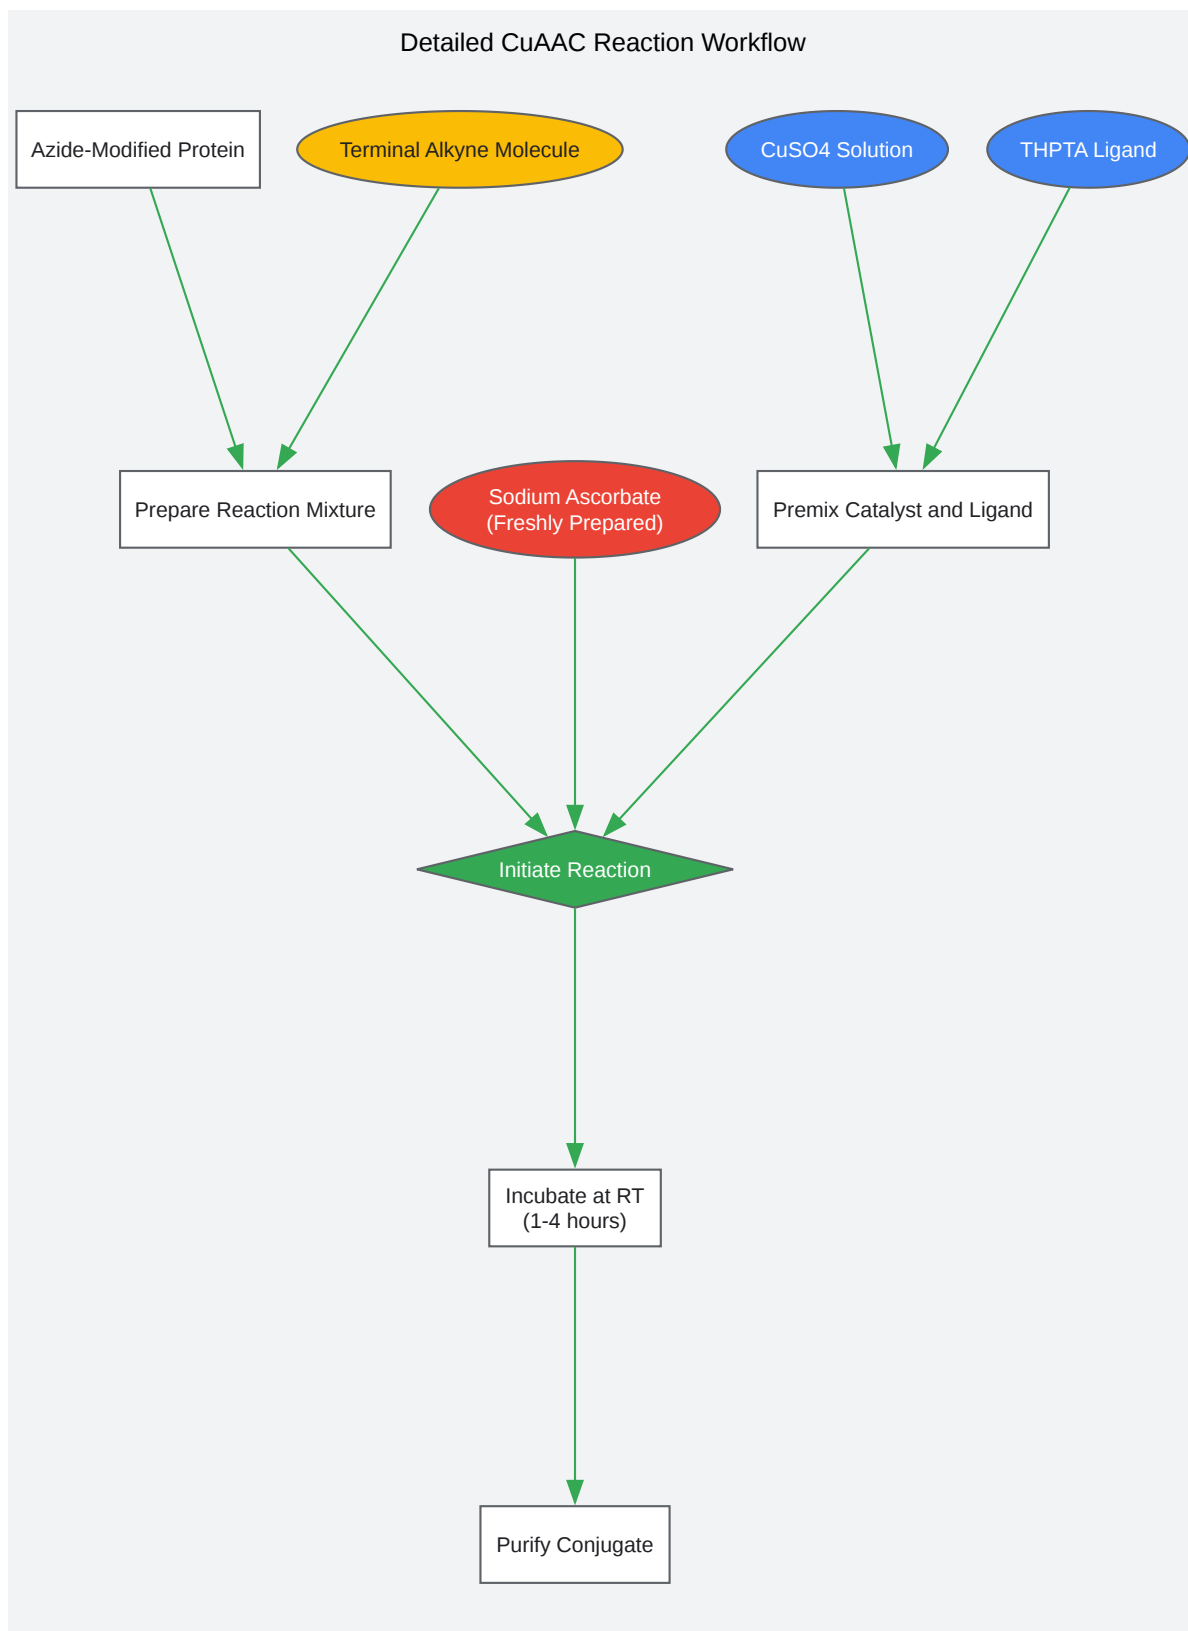 Detailed CuAAC Reaction Workflow
Azide-Modified Protein
Terminal Alkyne Molecule
CuSO4 Solution
THPTA Ligand
Prepare Reaction Mixture
Sodium Ascorbate
(Freshly Prepared)
Premix Catalyst and Ligand
Initiate Reaction
Incubate at RT
(1-4 hours)
Purify Conjugate